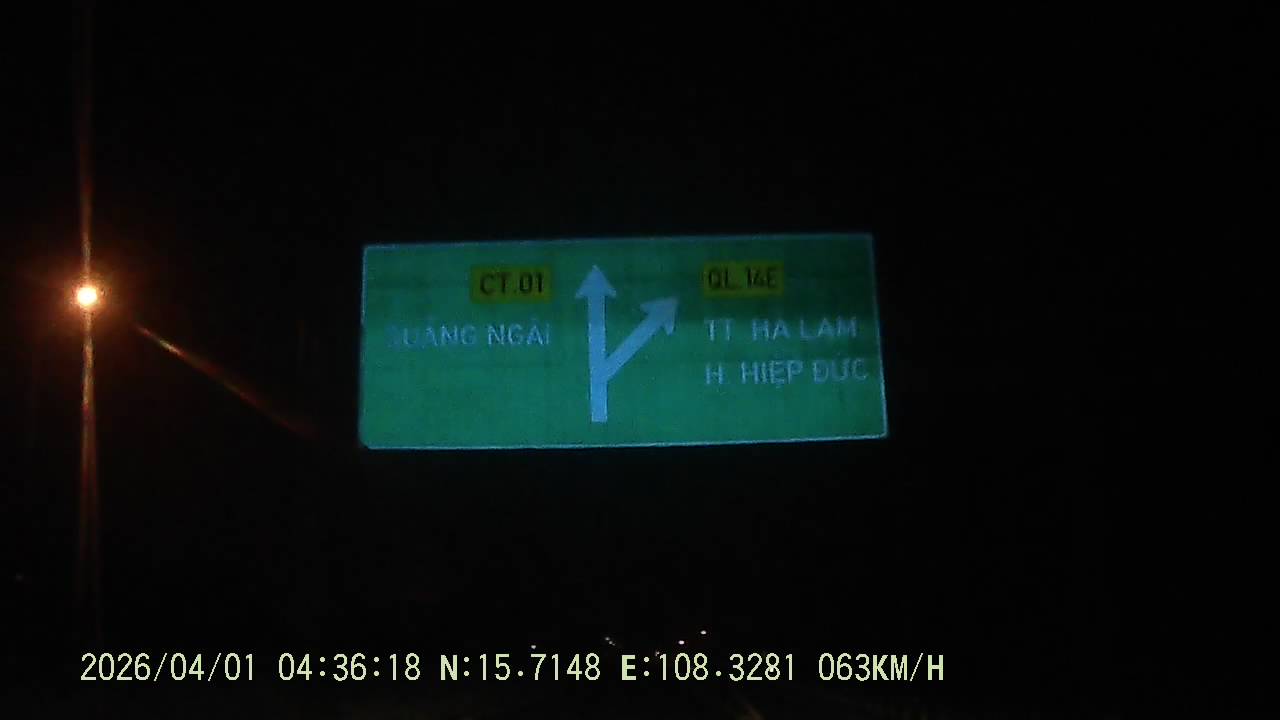 CT.01
QUẢNG NGÃI
QL.14E
TT. HÀ LAM
H. HIỆP ĐỨC
2026/04/01 04:36:18 N:15.7148 E:108.3281 063KM/H